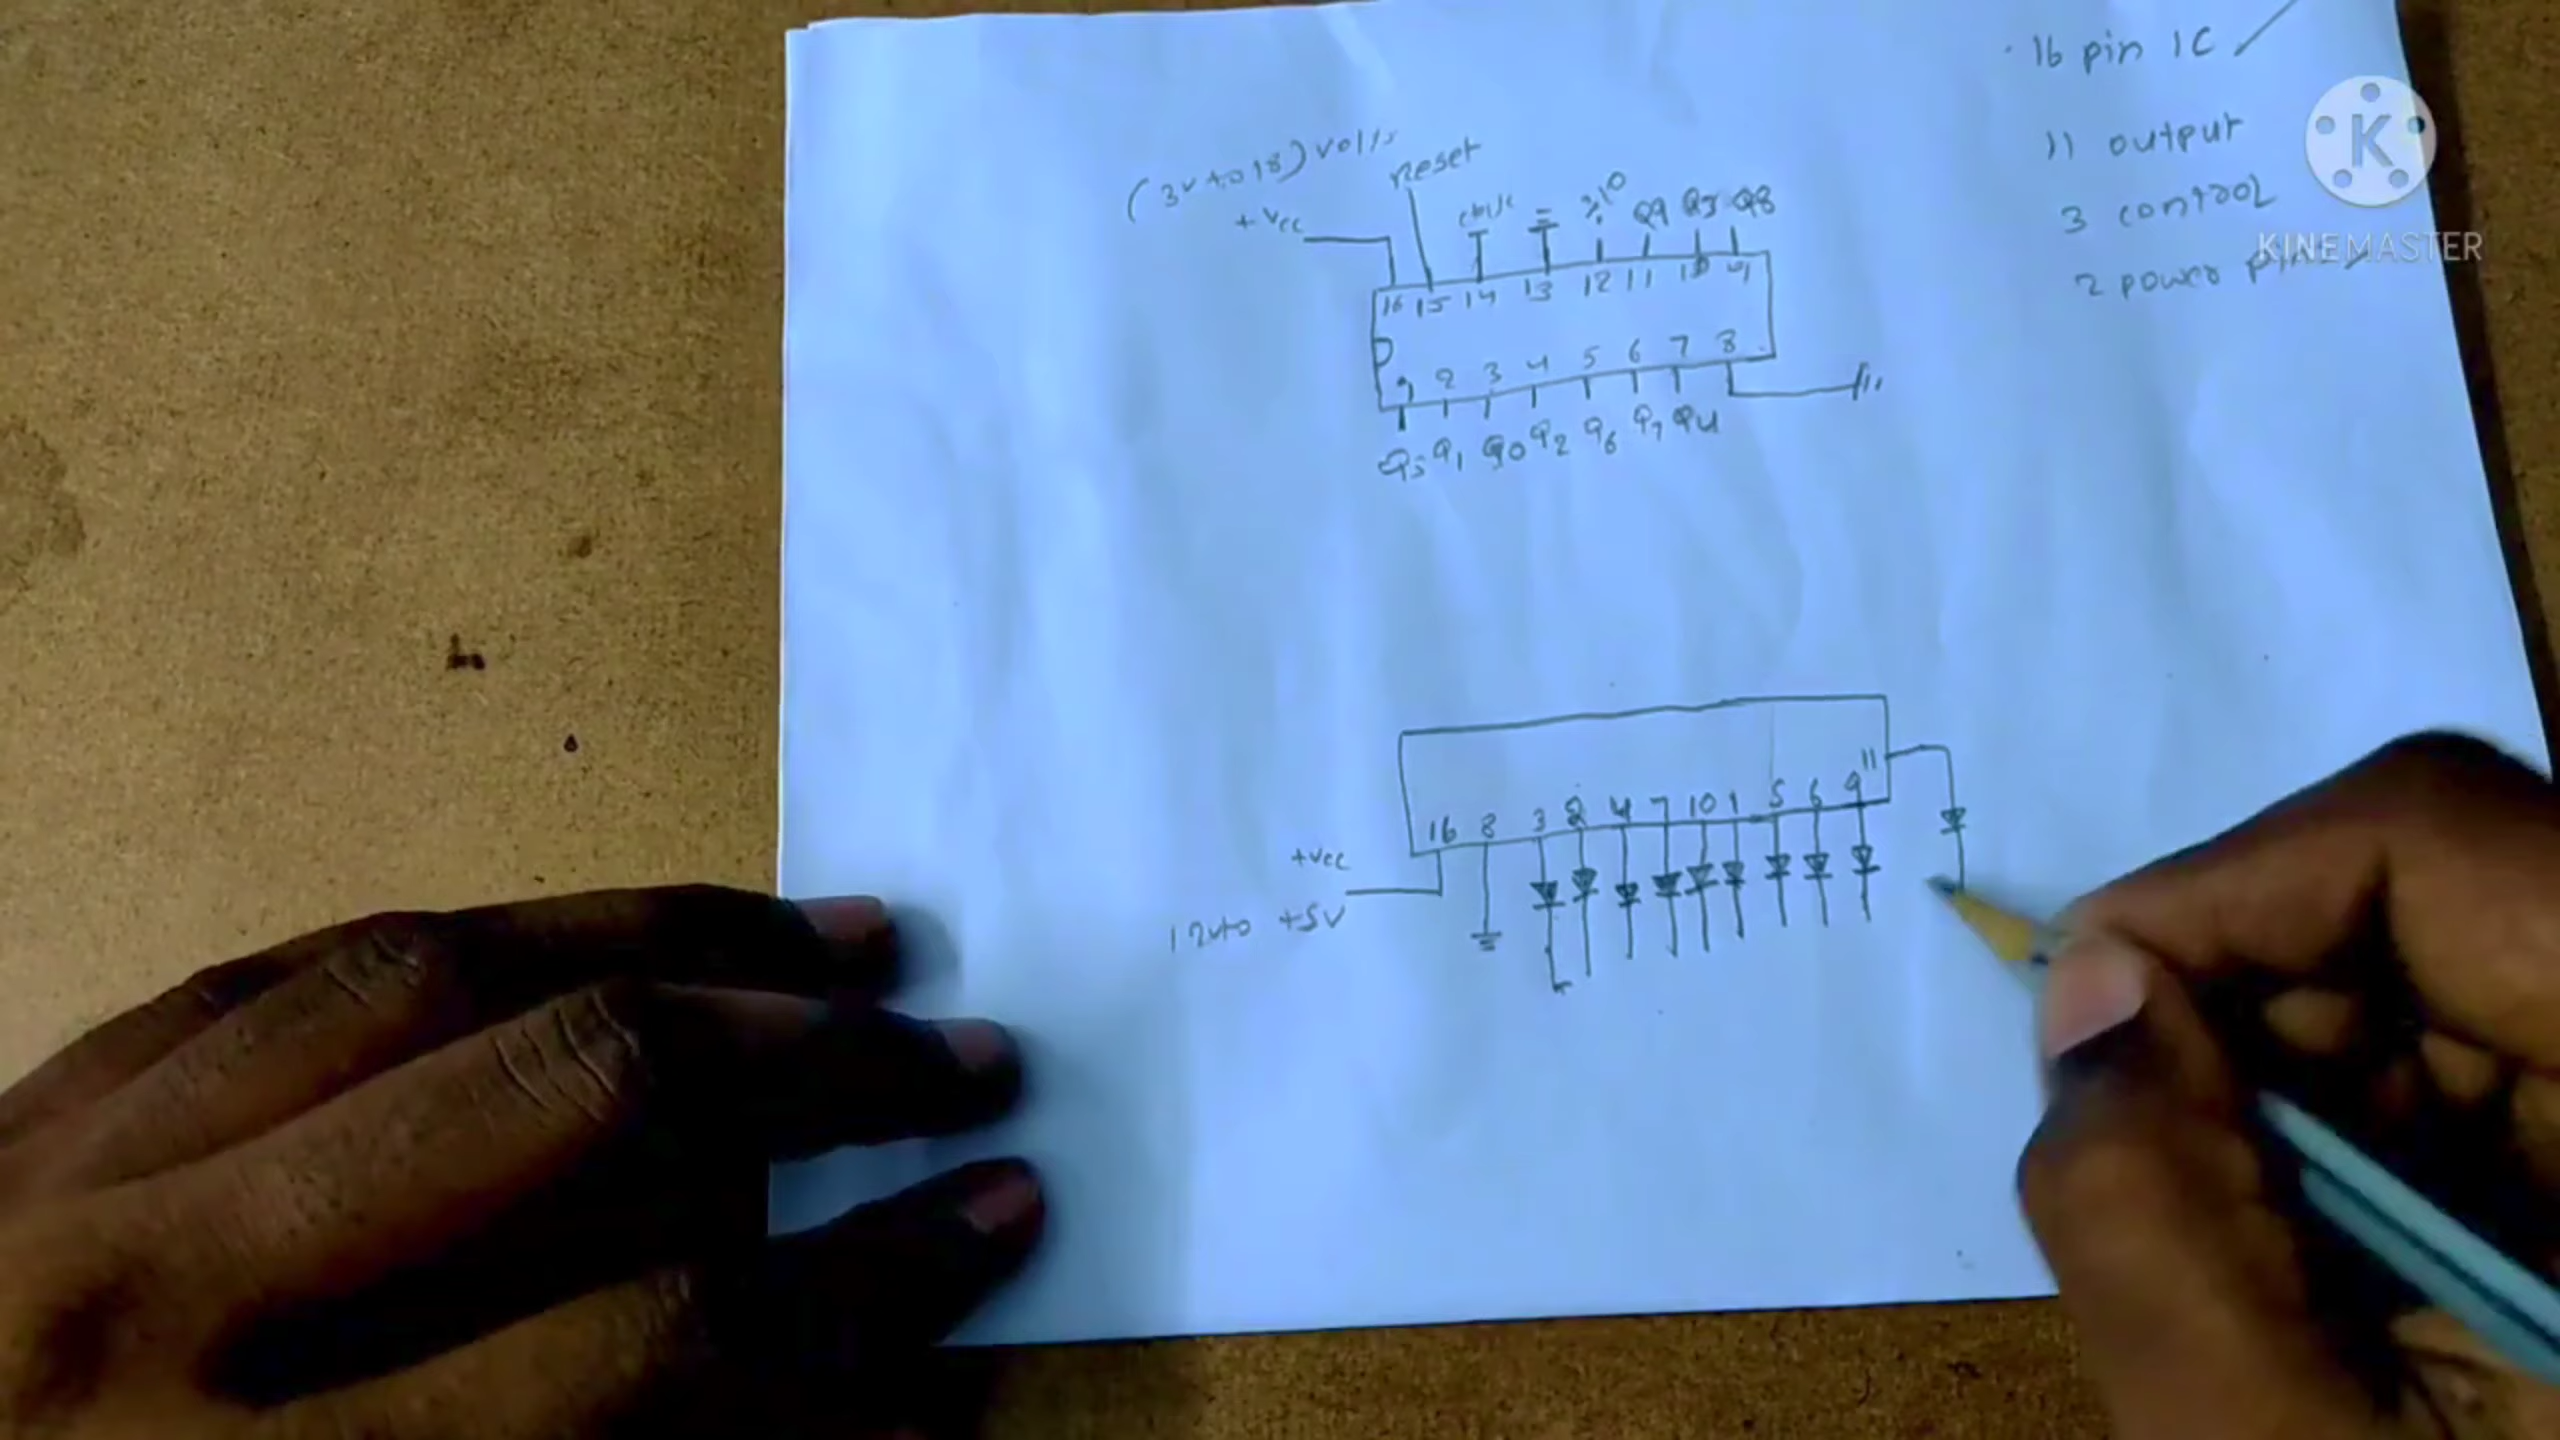 16 pin IC
11 output
3 control
2 power
K
KINEMASTER
(3v to 18) volts
Reset
+Vcc
Q9 Q8
16 15 14 13 12 11 10 9
1 2 3 4 5 6 7 8
Q5 Q1 Q0 Q2 Q6 Q7 Q4
11
16 8 3 2 4 7 10 1 5 6 9
+Vcc
12v to +5V